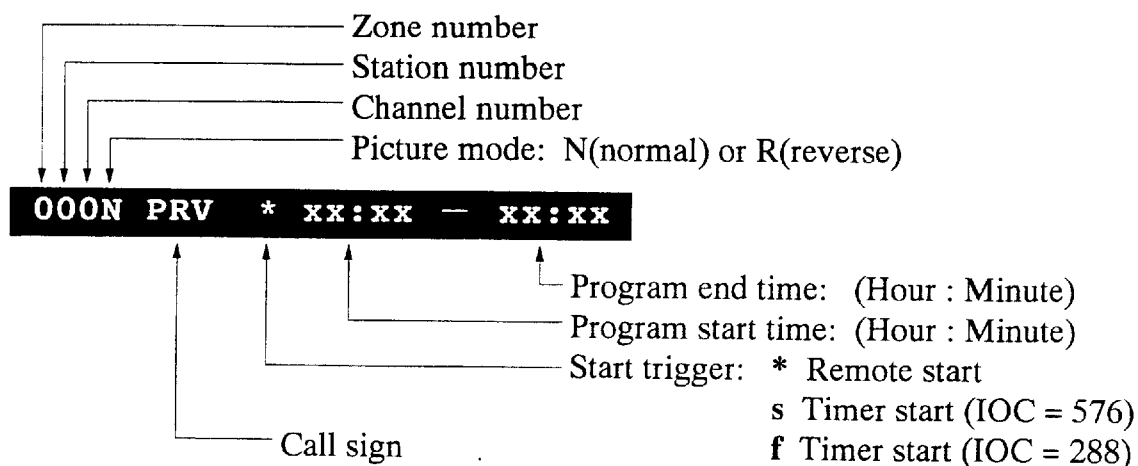 Zone number
Station number
Channel number
Picture mode: N(normal) or R(reverse)
000N PRV * xx:xx — xx:xx
Program end time: (Hour : Minute)
Program start time: (Hour : Minute)
Start trigger: * Remote start
s Timer start (IOC = 576)
Call sign
f Timer start (IOC = 288)